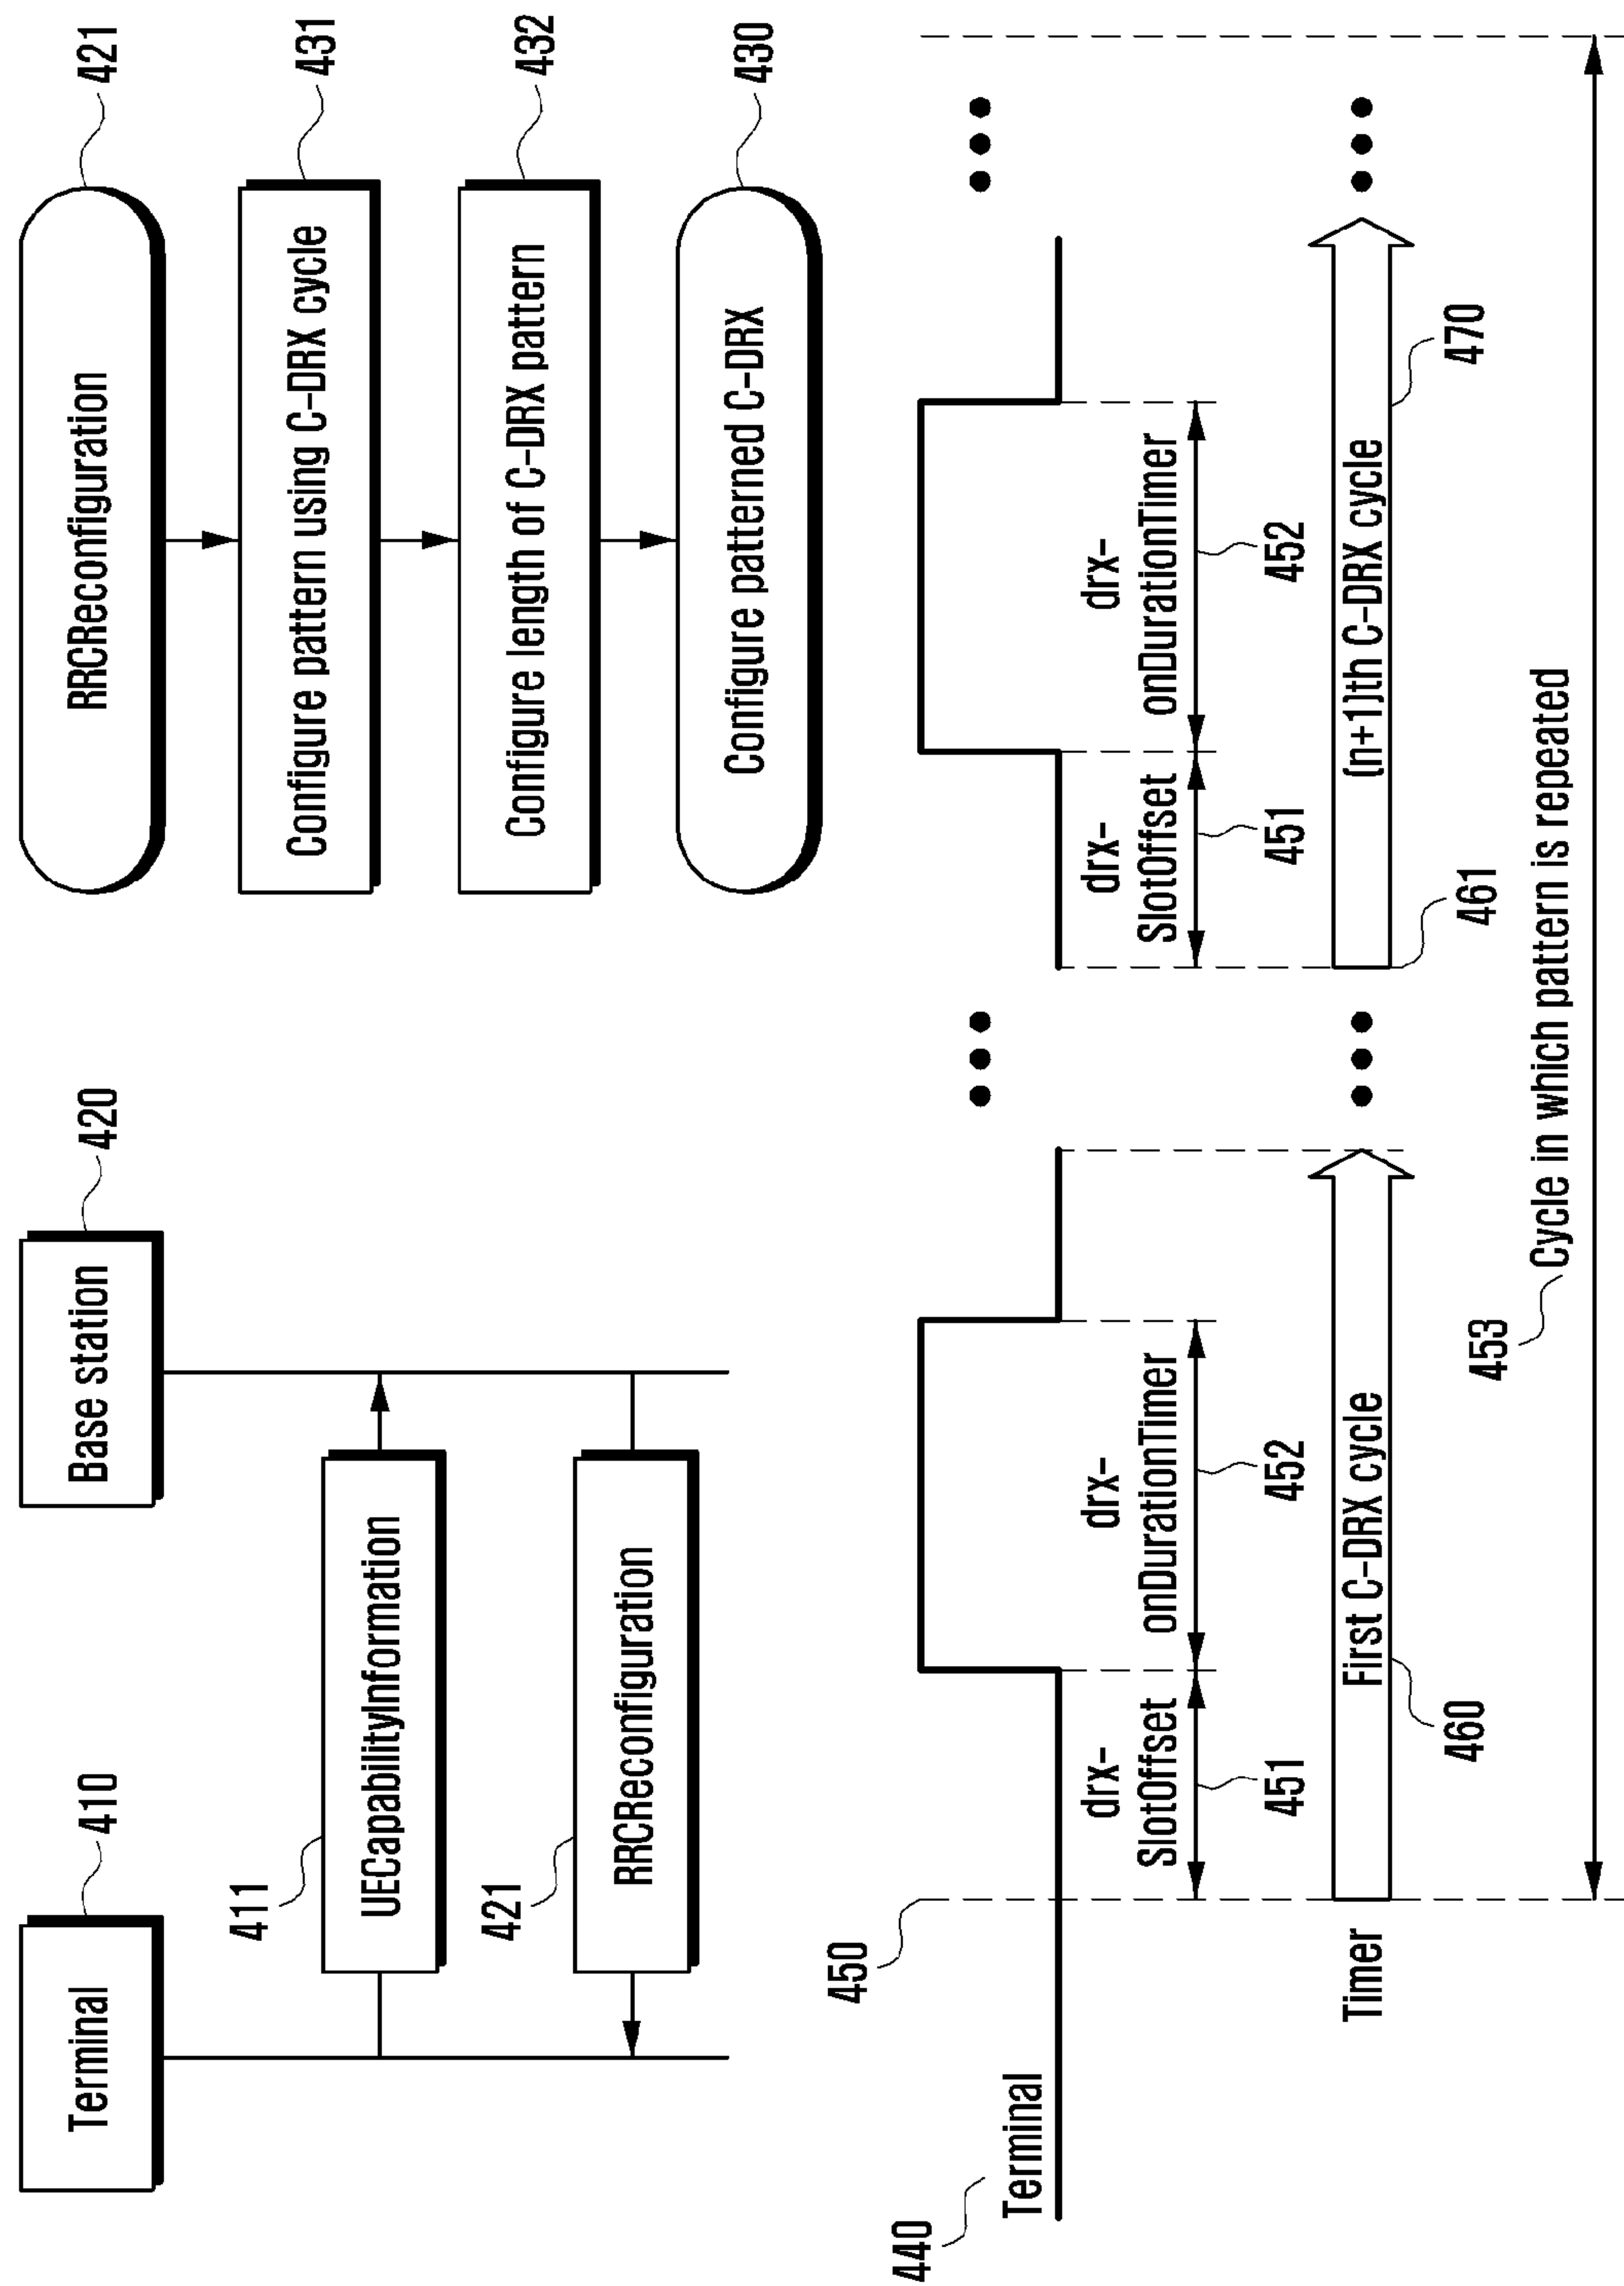 410
Terminal
420
Base station
411
UECapabilityInformation
421
RRCReconfiguration
RRCReconfiguration
421
Configure pattern using C-DRX cycle
431
Configure length of C-DRX pattern
432
Configure patterned C-DRX
430
440
Terminal
450
drx-
SlotOffset
451
drx-
onDurationTimer
452
drx-
SlotOffset
451
drx-
onDurationTimer
452
Timer
First C-DRX cycle
460
(n+1)th C-DRX cycle
461
470
453
Cycle in which pattern is repeated